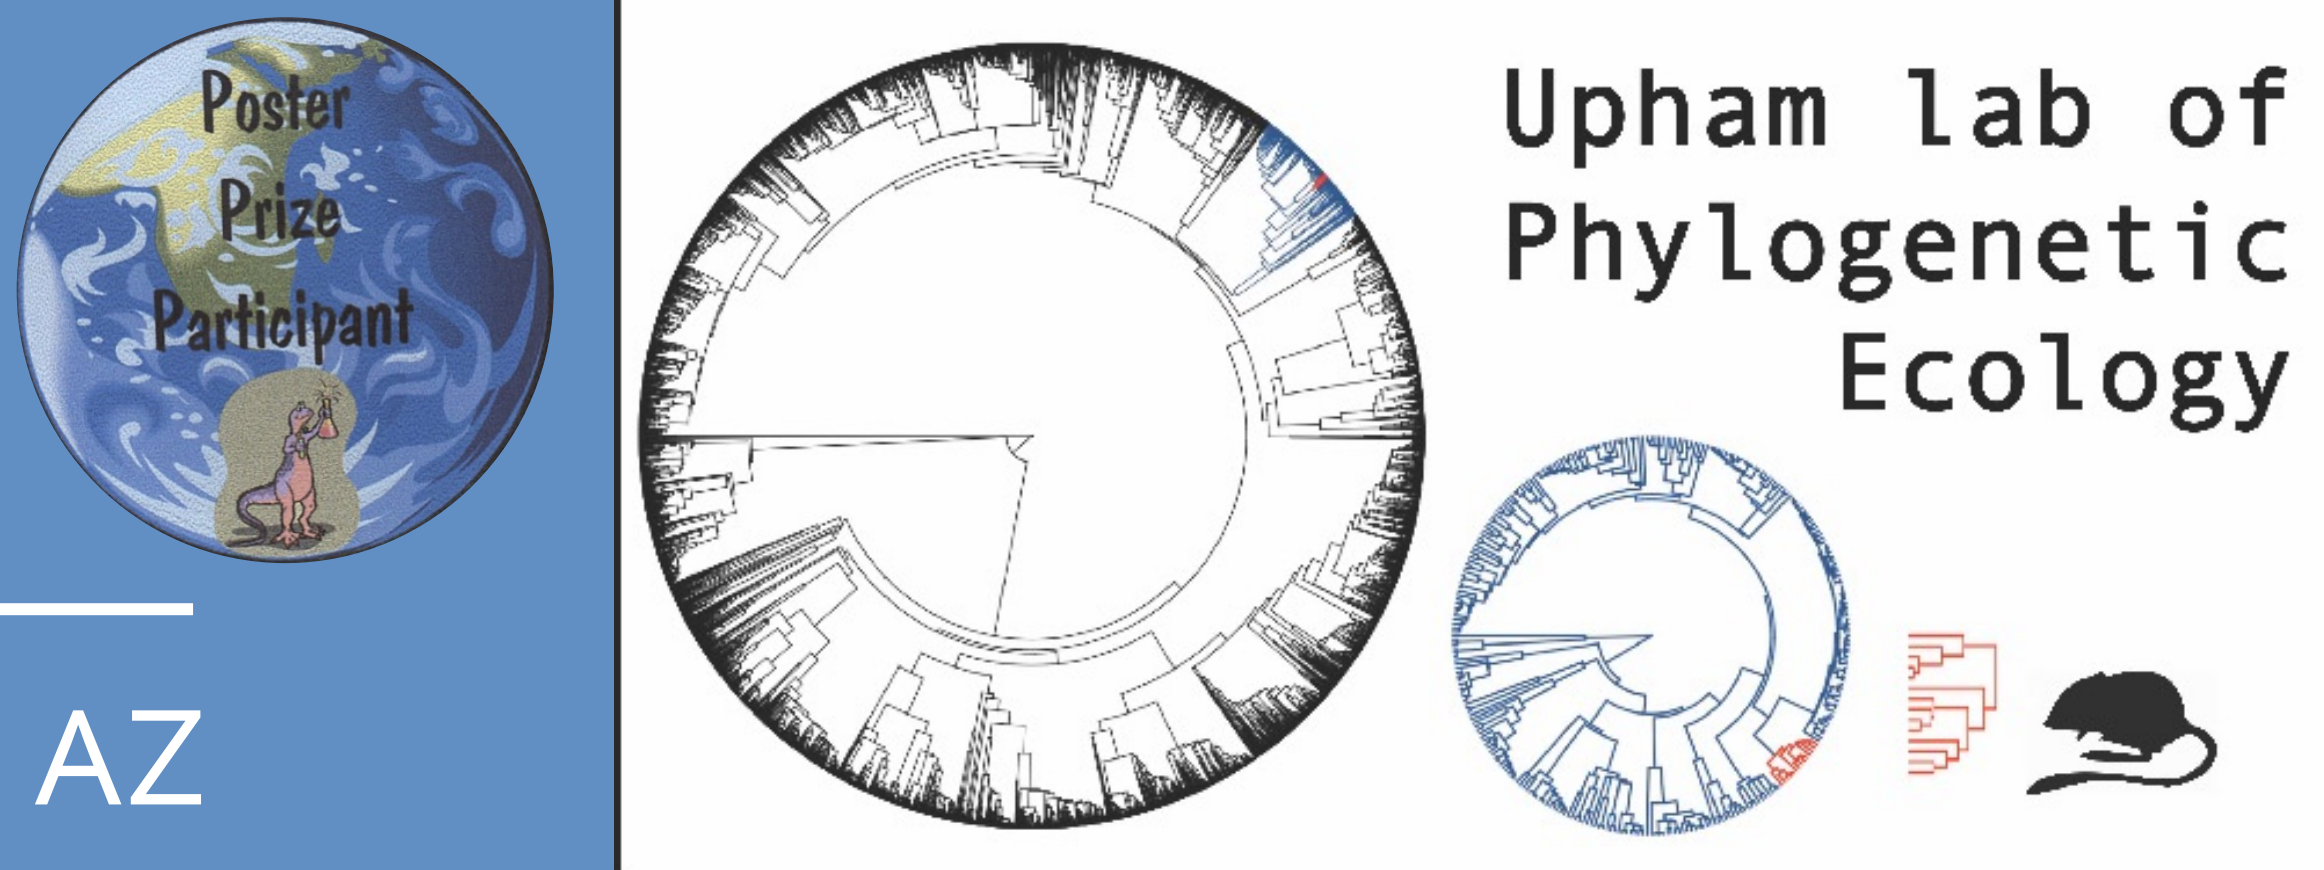 Poster
Prize
Participant
AZ
Upham lab of
Phylogenetic
Ecology